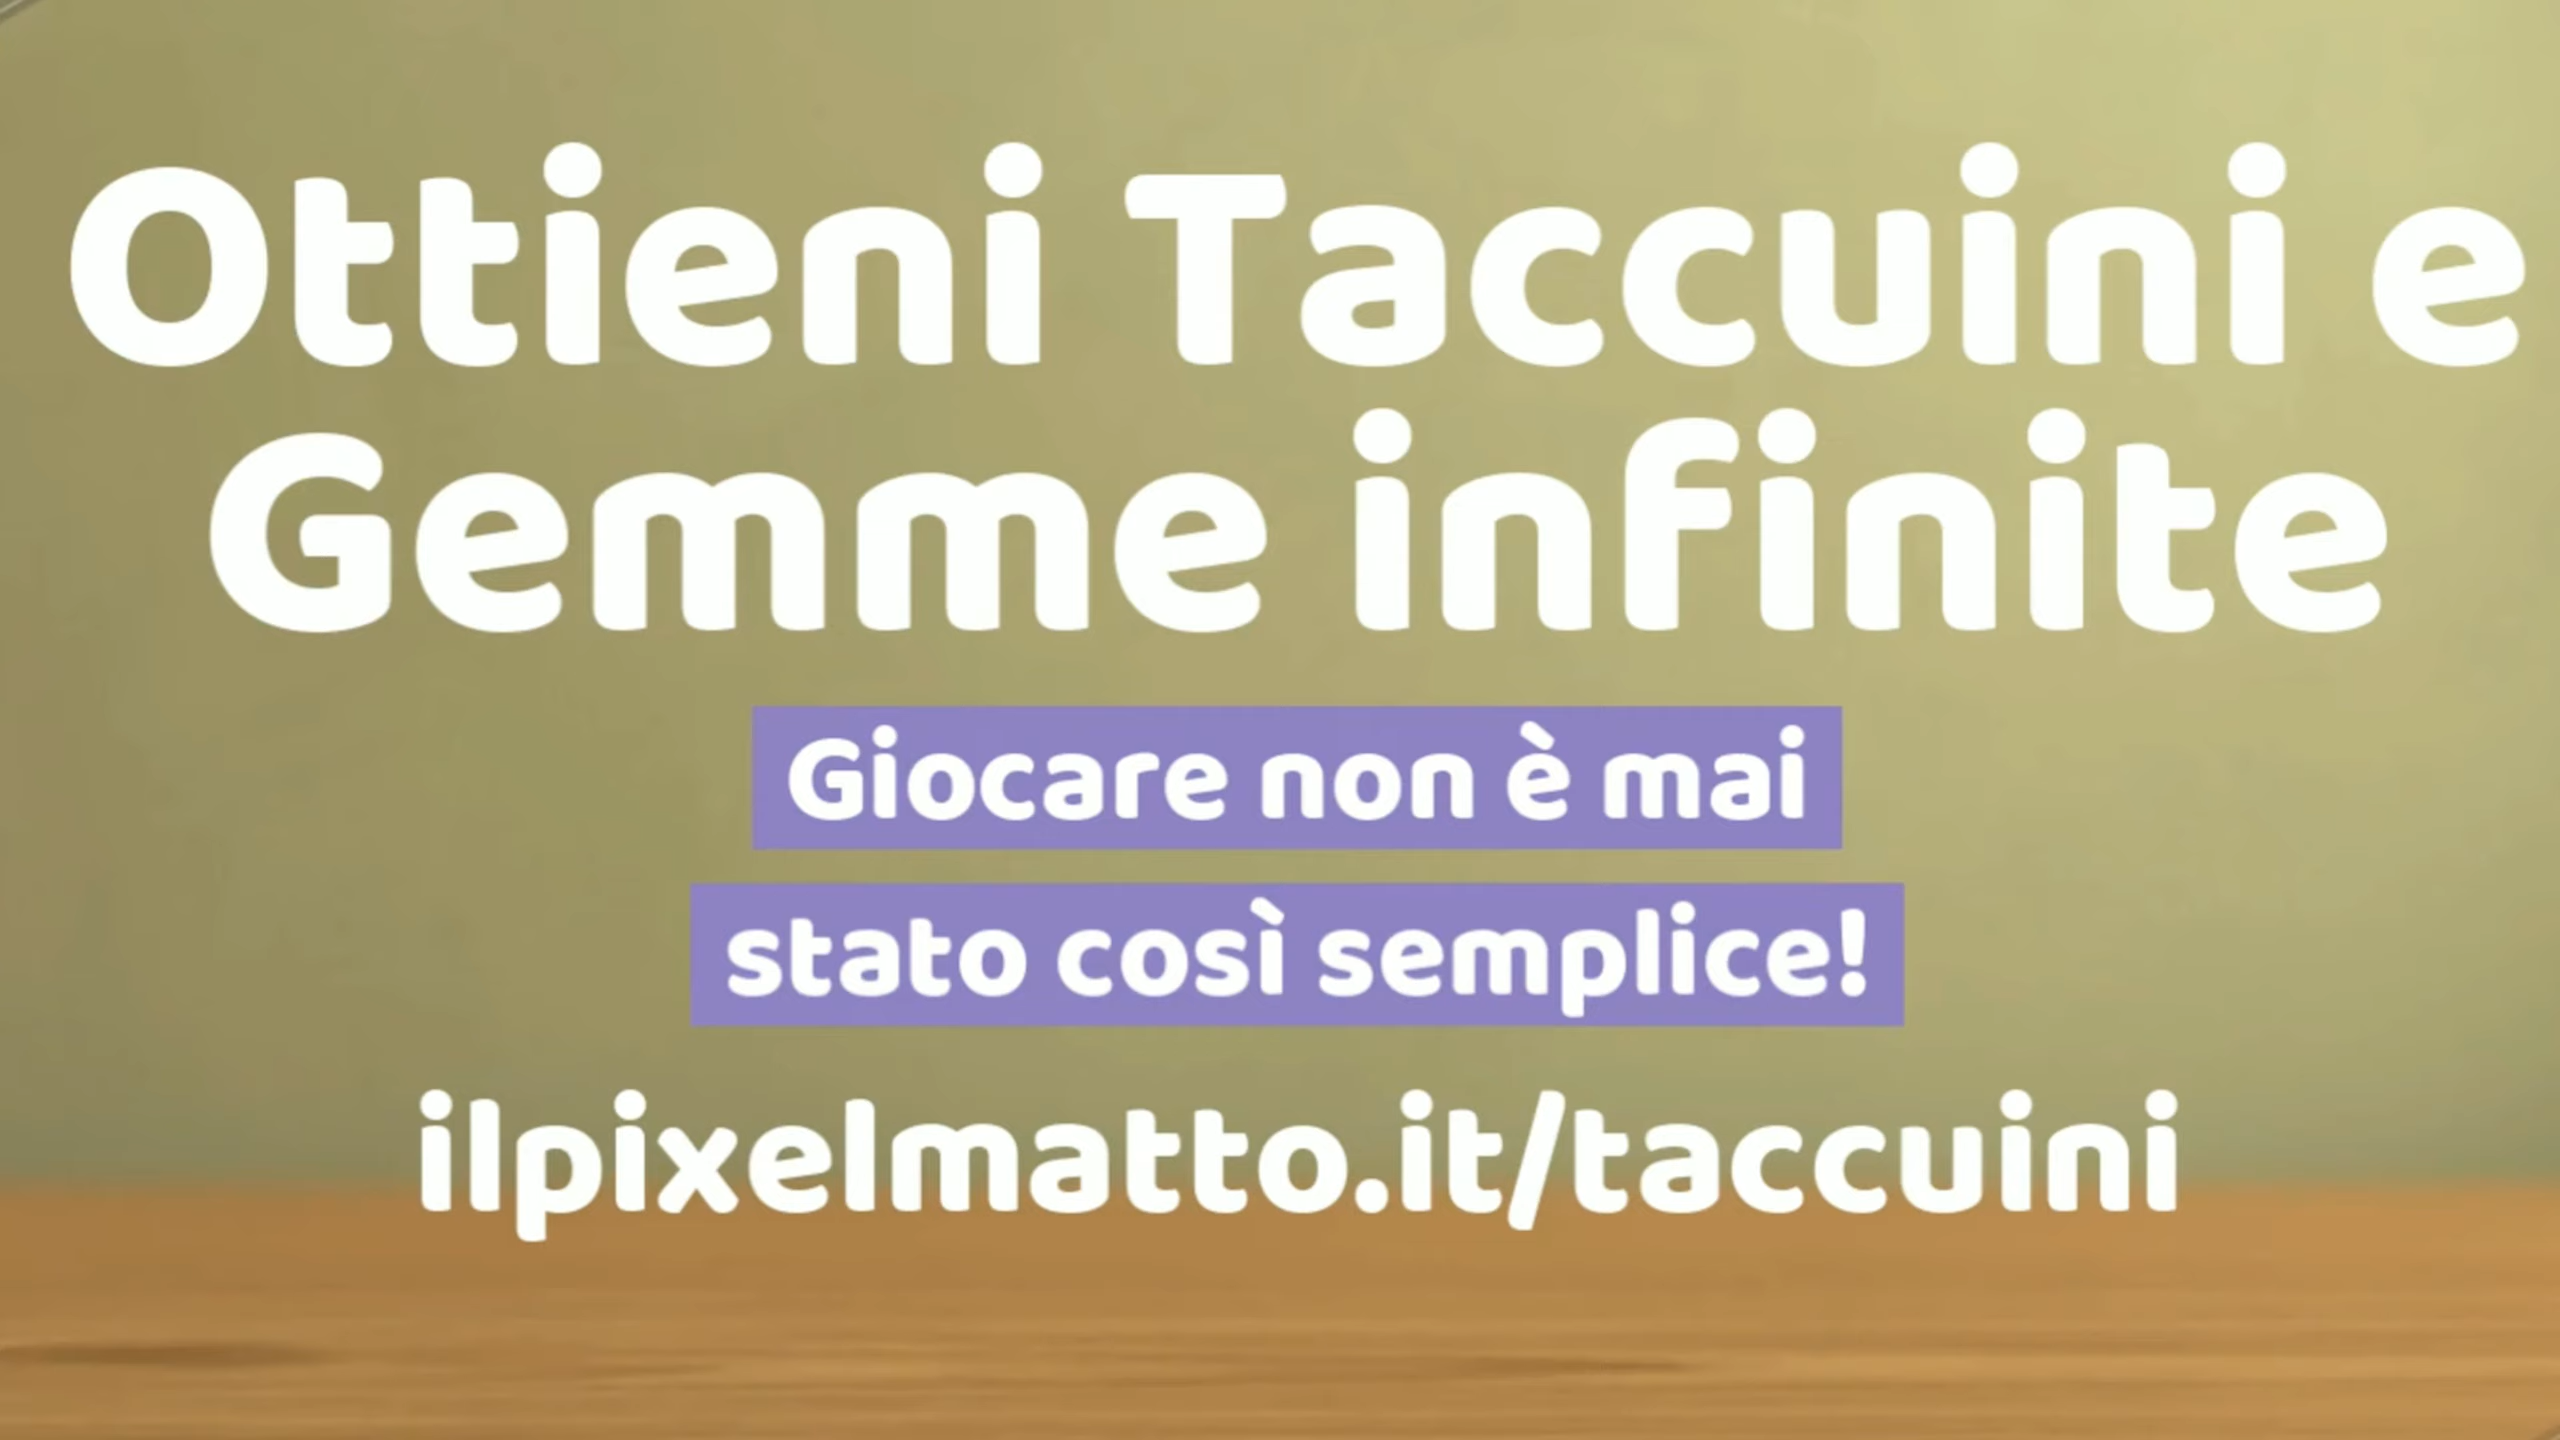 Ottieni Taccuini e
Gemme infinite
Giocare non è mai
stato così semplice!
ilpixelmatto.it/taccuini